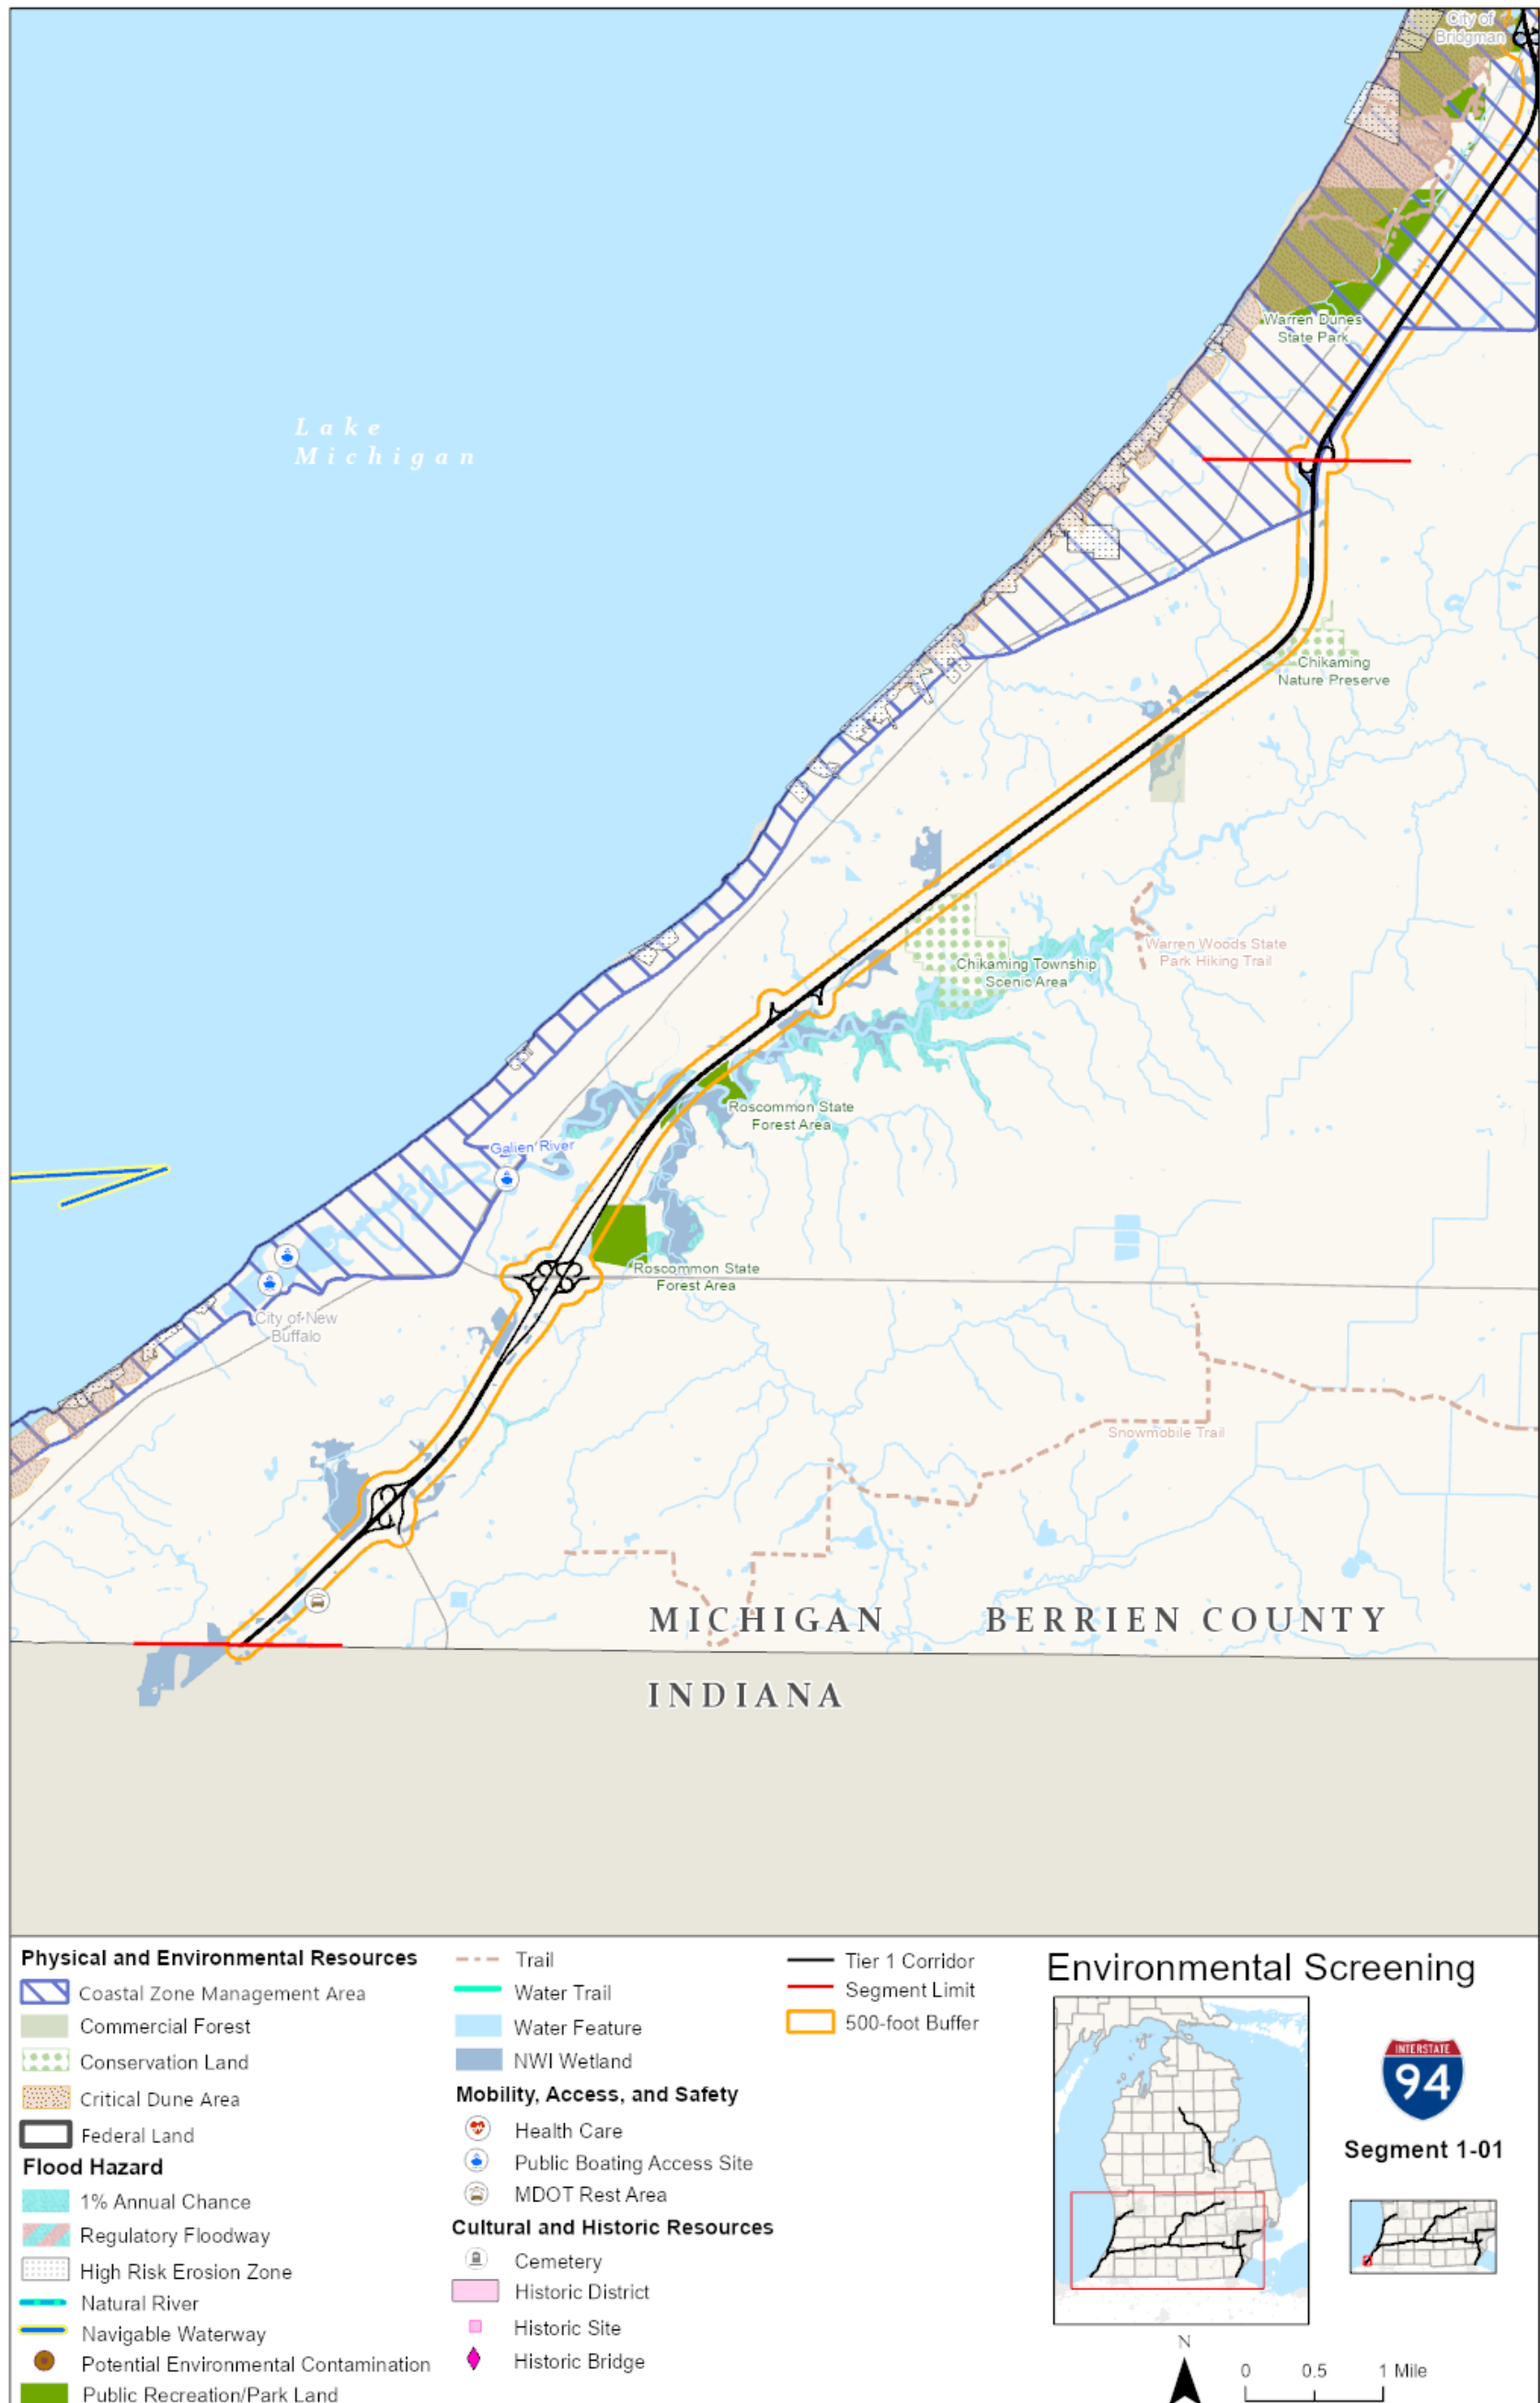 City of
Bridgman
Warren Dunes
State Park
Lake
Michigan
Chikaming
Nature Preserve
Warren Woods State
Park Hiking Trail
Chikaming Township
Scenic Area
Roscommon State
Forest Area
Galien River
Roscommon State
Forest Area
City of New
Buffalo
Snowmobile Trail
MICHIGAN
BERRIEN COUNTY
INDIANA
Physical and Environmental Resources
Coastal Zone Management Area
Commercial Forest
Conservation Land
Critical Dune Area
Federal Land
Flood Hazard
1% Annual Chance
Regulatory Floodway
High Risk Erosion Zone
Natural River
Navigable Waterway
Potential Environmental Contamination
Public Recreation/Park Land
Trail
Water Trail
Water Feature
NWI Wetland
Mobility, Access, and Safety
Health Care
Public Boating Access Site
MDOT Rest Area
Cultural and Historic Resources
Cemetery
Historic District
Historic Site
Historic Bridge
Tier 1 Corridor
Segment Limit
500-foot Buffer
Environmental Screening
INTERSTATE
94
Segment 1-01
N
0 0.5 1 Mile